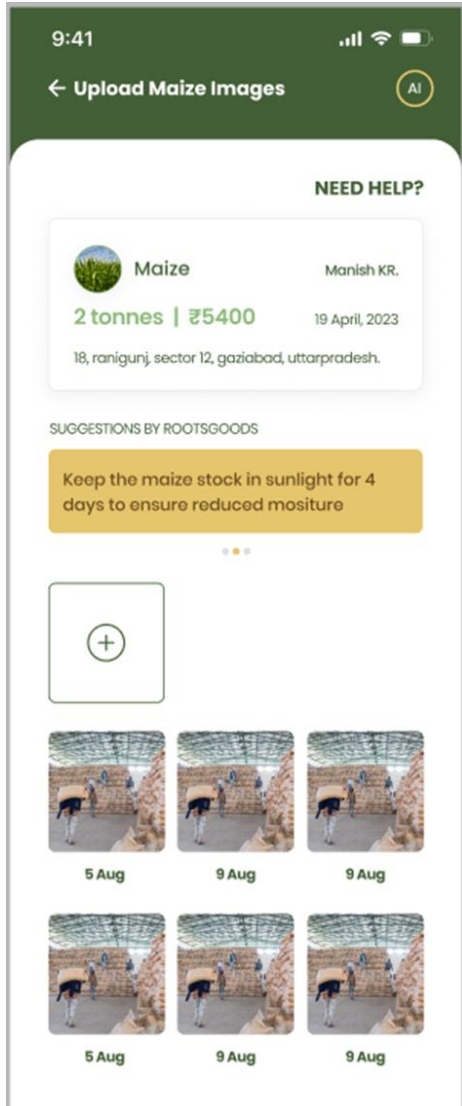 9:41
← Upload Maize Images
AI
NEED HELP?
Maize
Manish KR.
2 tonnes | ₹5400
19 April, 2023
18, ranigunj, sector 12, gaziabad, uttarpradesh.
SUGGESTIONS BY ROOTSGOODS
Keep the maize stock in sunlight for 4
days to ensure reduced mositure
5 Aug
9 Aug
9 Aug
5 Aug
9 Aug
9 Aug